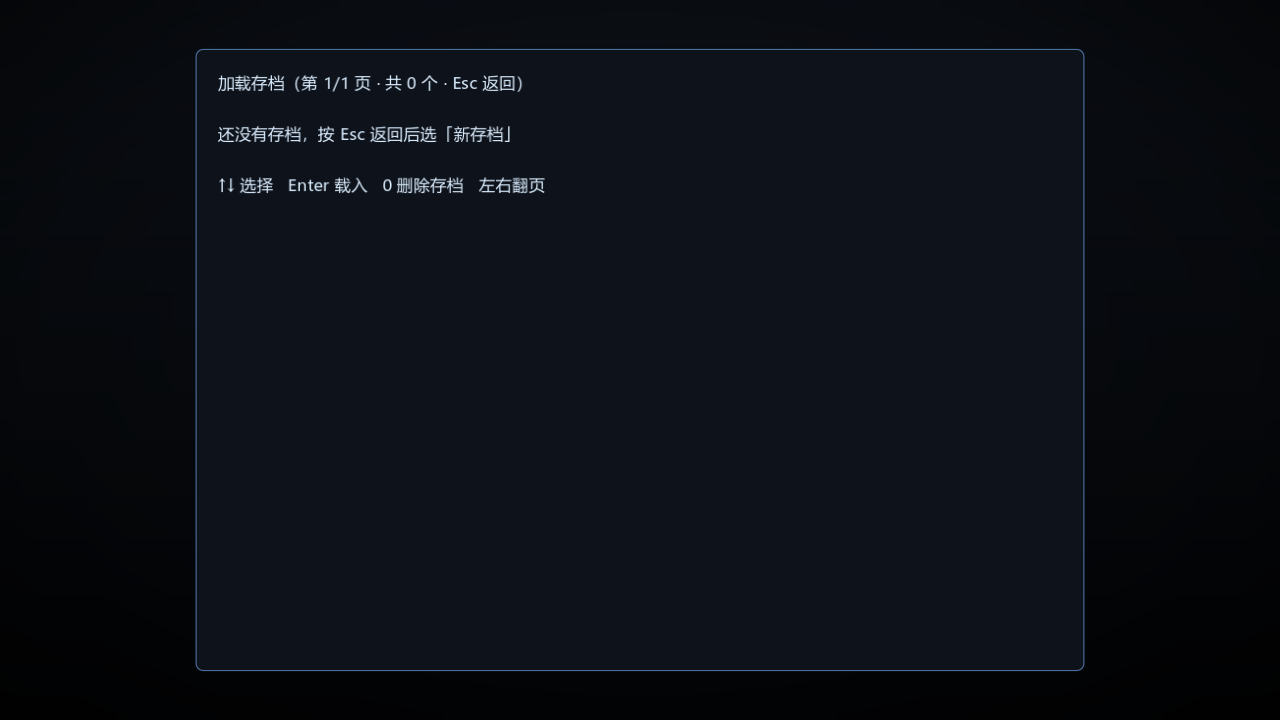 加载存档（第 1/1 页 · 共 0 个 · Esc 返回）
还没有存档，按 Esc 返回后选「新存档」
↑↓ 选择　Enter 载入　0 删除存档　左右翻页